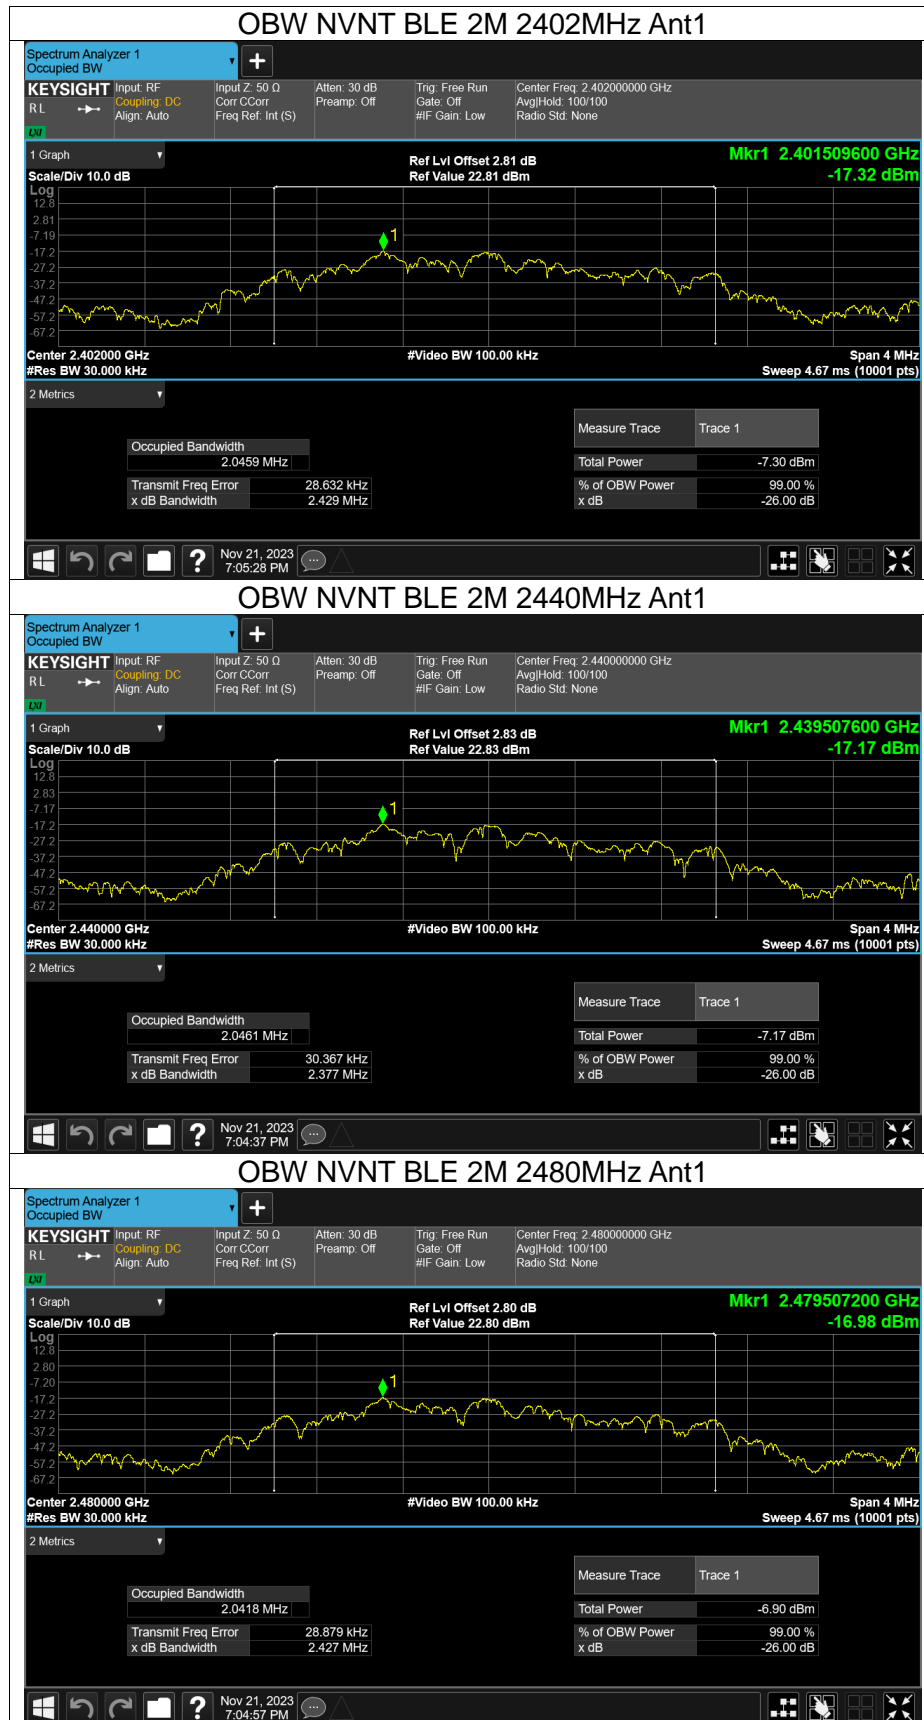 OBW NVNT BLE 2M 2402MHz Ant1
Spectrum Analyzer 1
Occupied BW
+
KEYSIGHT Input: RF Input Z: 50 Ω Atten: 30 dB Trig: Free Run Center Freq: 2.402000000 GHz
RL Coupling: DC Corr CCorr Preamp: Off Gate: Off Avg|Hold: 100/100
Align: Auto Freq Ref: Int (S) #IF Gain: Low Radio Std: None
LXI
1 Graph Ref Lvl Offset 2.81 dB Mkr1 2.401509600 GHz
Scale/Div 10.0 dB Ref Value 22.81 dBm -17.32 dBm
Log
12.8
2.81
-7.19
1
-17.2
-27.2
-37.2
-47.2
-57.2
-67.2
Center 2.402000 GHz #Video BW 100.00 kHz Span 4 MHz
#Res BW 30.000 kHz Sweep 4.67 ms (10001 pts)
2 Metrics
Measure Trace Trace 1
Occupied Bandwidth
2.0459 MHz Total Power -7.30 dBm
Transmit Freq Error 28.632 kHz % of OBW Power 99.00 %
x dB Bandwidth 2.429 MHz x dB -26.00 dB
? Nov 21, 2023
7:05:28 PM
OBW NVNT BLE 2M 2440MHz Ant1
Spectrum Analyzer 1
Occupied BW
+
KEYSIGHT Input: RF Input Z: 50 Ω Atten: 30 dB Trig: Free Run Center Freq: 2.440000000 GHz
RL Coupling: DC Corr CCorr Preamp: Off Gate: Off Avg|Hold: 100/100
Align: Auto Freq Ref: Int (S) #IF Gain: Low Radio Std: None
LXI
1 Graph Ref Lvl Offset 2.83 dB Mkr1 2.439507600 GHz
Scale/Div 10.0 dB Ref Value 22.83 dBm -17.17 dBm
Log
12.8
2.83
-7.17
1
-17.2
-27.2
-37.2
-47.2
-57.2
-67.2
Center 2.440000 GHz #Video BW 100.00 kHz Span 4 MHz
#Res BW 30.000 kHz Sweep 4.67 ms (10001 pts)
2 Metrics
Measure Trace Trace 1
Occupied Bandwidth
2.0461 MHz Total Power -7.17 dBm
Transmit Freq Error 30.367 kHz % of OBW Power 99.00 %
x dB Bandwidth 2.377 MHz x dB -26.00 dB
? Nov 21, 2023
7:04:37 PM
OBW NVNT BLE 2M 2480MHz Ant1
Spectrum Analyzer 1
Occupied BW
+
KEYSIGHT Input: RF Input Z: 50 Ω Atten: 30 dB Trig: Free Run Center Freq: 2.480000000 GHz
RL Coupling: DC Corr CCorr Preamp: Off Gate: Off Avg|Hold: 100/100
Align: Auto Freq Ref: Int (S) #IF Gain: Low Radio Std: None
LXI
1 Graph Ref Lvl Offset 2.80 dB Mkr1 2.479507200 GHz
Scale/Div 10.0 dB Ref Value 22.80 dBm -16.98 dBm
Log
12.8
2.80
-7.20
1
-17.2
-27.2
-37.2
-47.2
-57.2
-67.2
Center 2.480000 GHz #Video BW 100.00 kHz Span 4 MHz
#Res BW 30.000 kHz Sweep 4.67 ms (10001 pts)
2 Metrics
Measure Trace Trace 1
Occupied Bandwidth
2.0418 MHz Total Power -6.90 dBm
Transmit Freq Error 28.879 kHz % of OBW Power 99.00 %
x dB Bandwidth 2.427 MHz x dB -26.00 dB
? Nov 21, 2023
7:04:57 PM